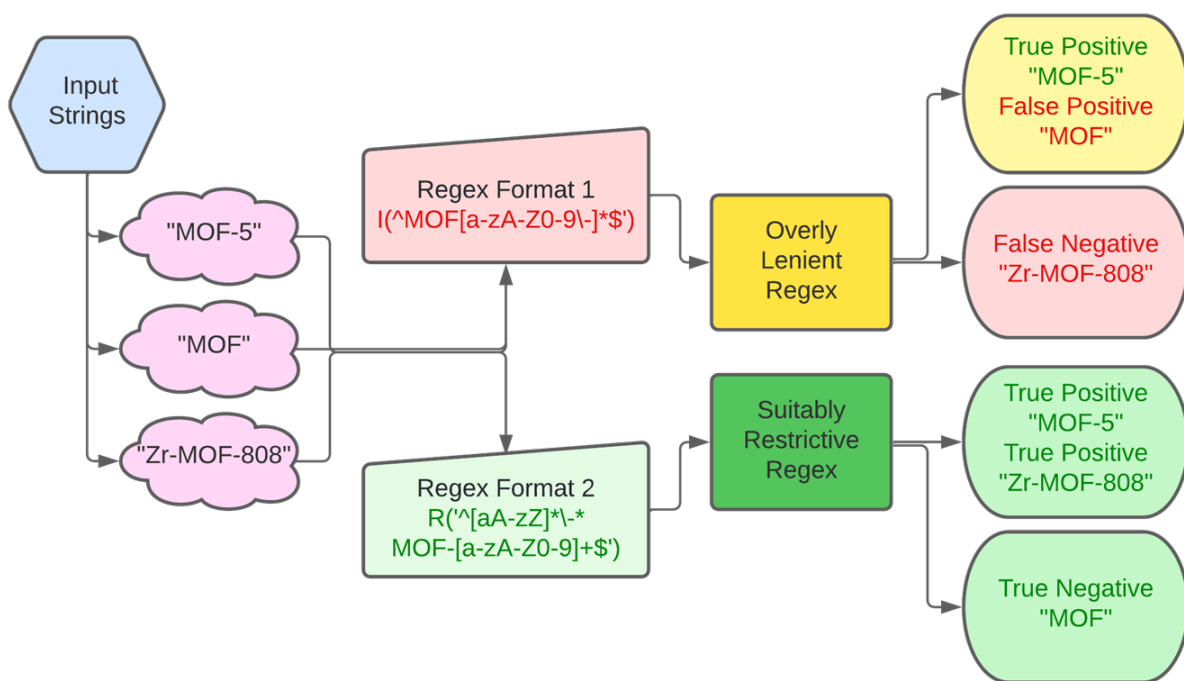 Input
Strings
"MOF-5"
"MOF"
"Zr-MOF-808"
Regex Format 1
I(^MOF[a-zA-Z0-9\-]*$')
Regex Format 2
R('^[aA-zZ]*\-*
MOF-[a-zA-Z0-9]+$')
Overly
Lenient
Regex
Suitably
Restrictive
Regex
True Positive
"MOF-5"
False Positive
"MOF"
False Negative
"Zr-MOF-808"
True Positive
"MOF-5"
True Positive
"Zr-MOF-808"
True Negative
"MOF"